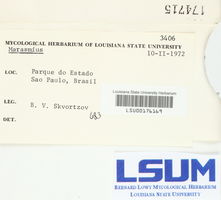 174715
3406
MYCOLOGICAL HERBARIUM OF LOUISIANA STATE UNIVERSITY
Marasmius 10-II-1972
LOC. Parque do Estado
Sao Paulo, Brasil
Louisiana State University Herbarium
LSU00176169
LEG. B. V. Skvortzov
DET. 683
LSUM
BERNARD LOWY MYCOLOGICAL HERBARIUM
LOUISIANA STATE UNIVERSITY